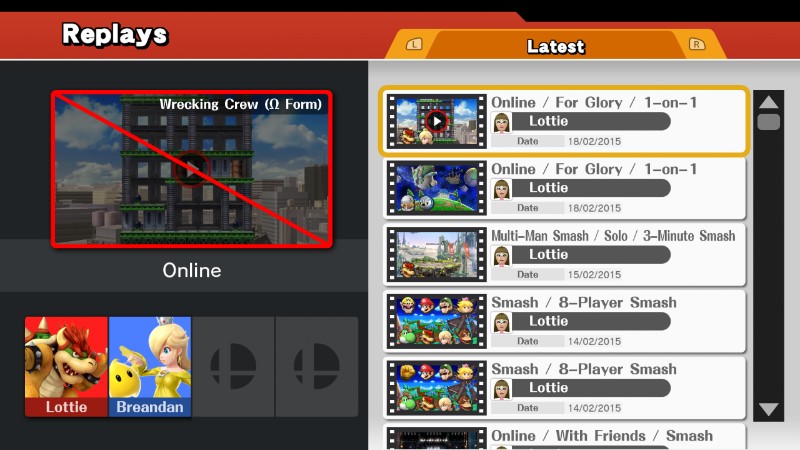 Replays
L
Latest
R
Wrecking Crew (Ω Form)
Online
Lottie
Breandan
Online / For Glory / 1-on-1
Lottie
Date 18/02/2015
Online / For Glory / 1-on-1
Lottie
Date 18/02/2015
Multi-Man Smash / Solo / 3-Minute Smash
Lottie
Date 15/02/2015
Smash / 8-Player Smash
Lottie
Date 14/02/2015
Smash / 8-Player Smash
Lottie
Date 14/02/2015
Online / With Friends / Smash